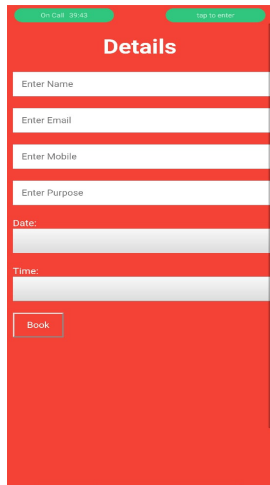 On Call 39:43
tap to enter
Details
Enter Name
Enter Email
Enter Mobile
Enter Purpose
Date:
Time:
Book